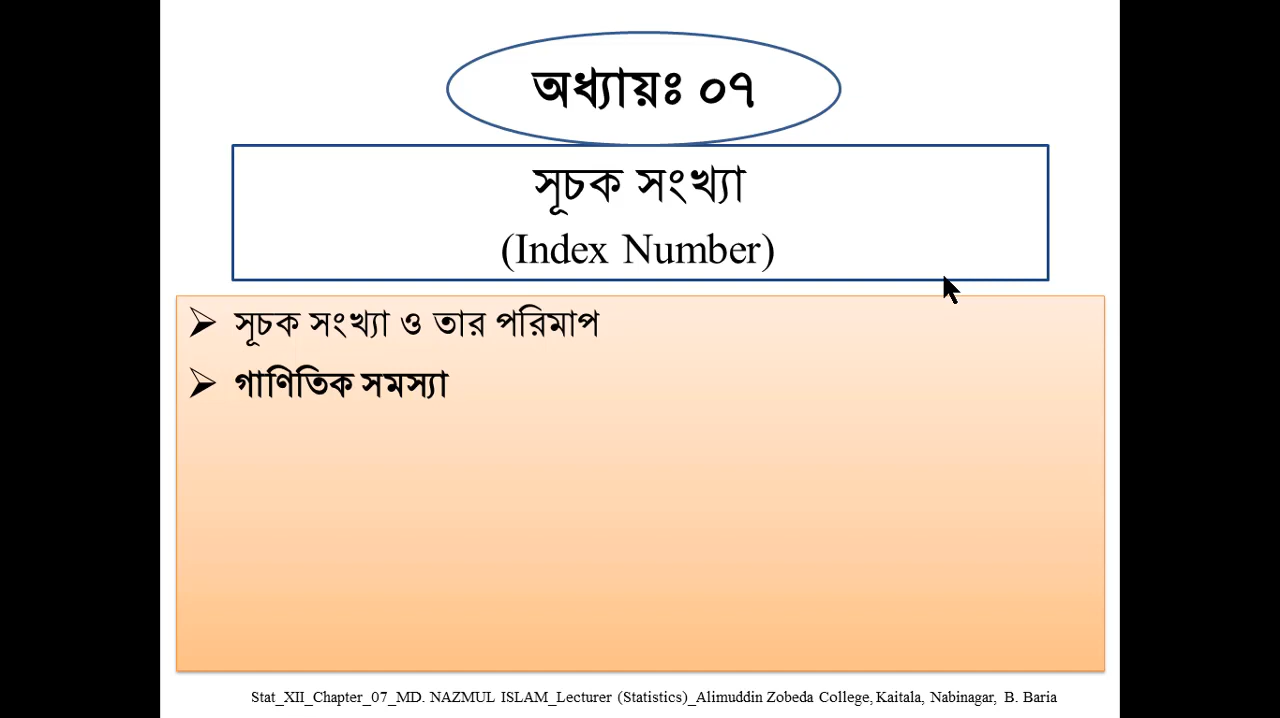 অধ্যায়ঃ ০৭
সূচক সংখ্যা
(Index Number)
➢ সূচক সংখ্যা ও তার পরিমাপ
➢ গাণিতিক সমস্যা
Stat_XII_Chapter_07_MD. NAZMUL ISLAM_Lecturer (Statistics)_Alimuddin Zobeda College, Kaitala, Nabinagar, B. Baria